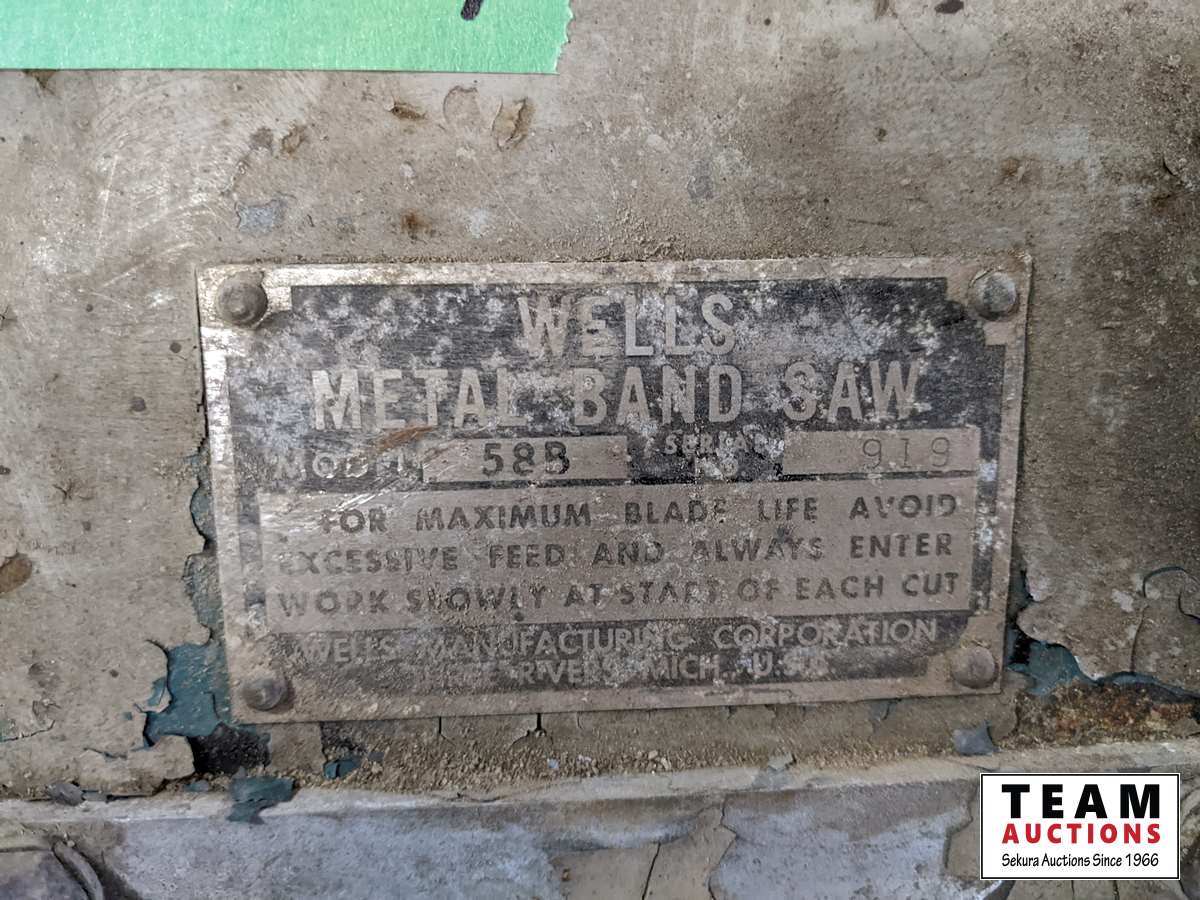 WELLS
METAL BAND SAW
MODEL 58B SERIAL NO 919
FOR MAXIMUM BLADE LIFE AVOID
EXCESSIVE FEED AND ALWAYS ENTER
WORK SLOWLY AT START OF EACH CUT
WELLS MANUFACTURING CORPORATION
RIVERS MICH. U.S.A.
TEAM
AUCTIONS
Sekura Auctions Since 1966